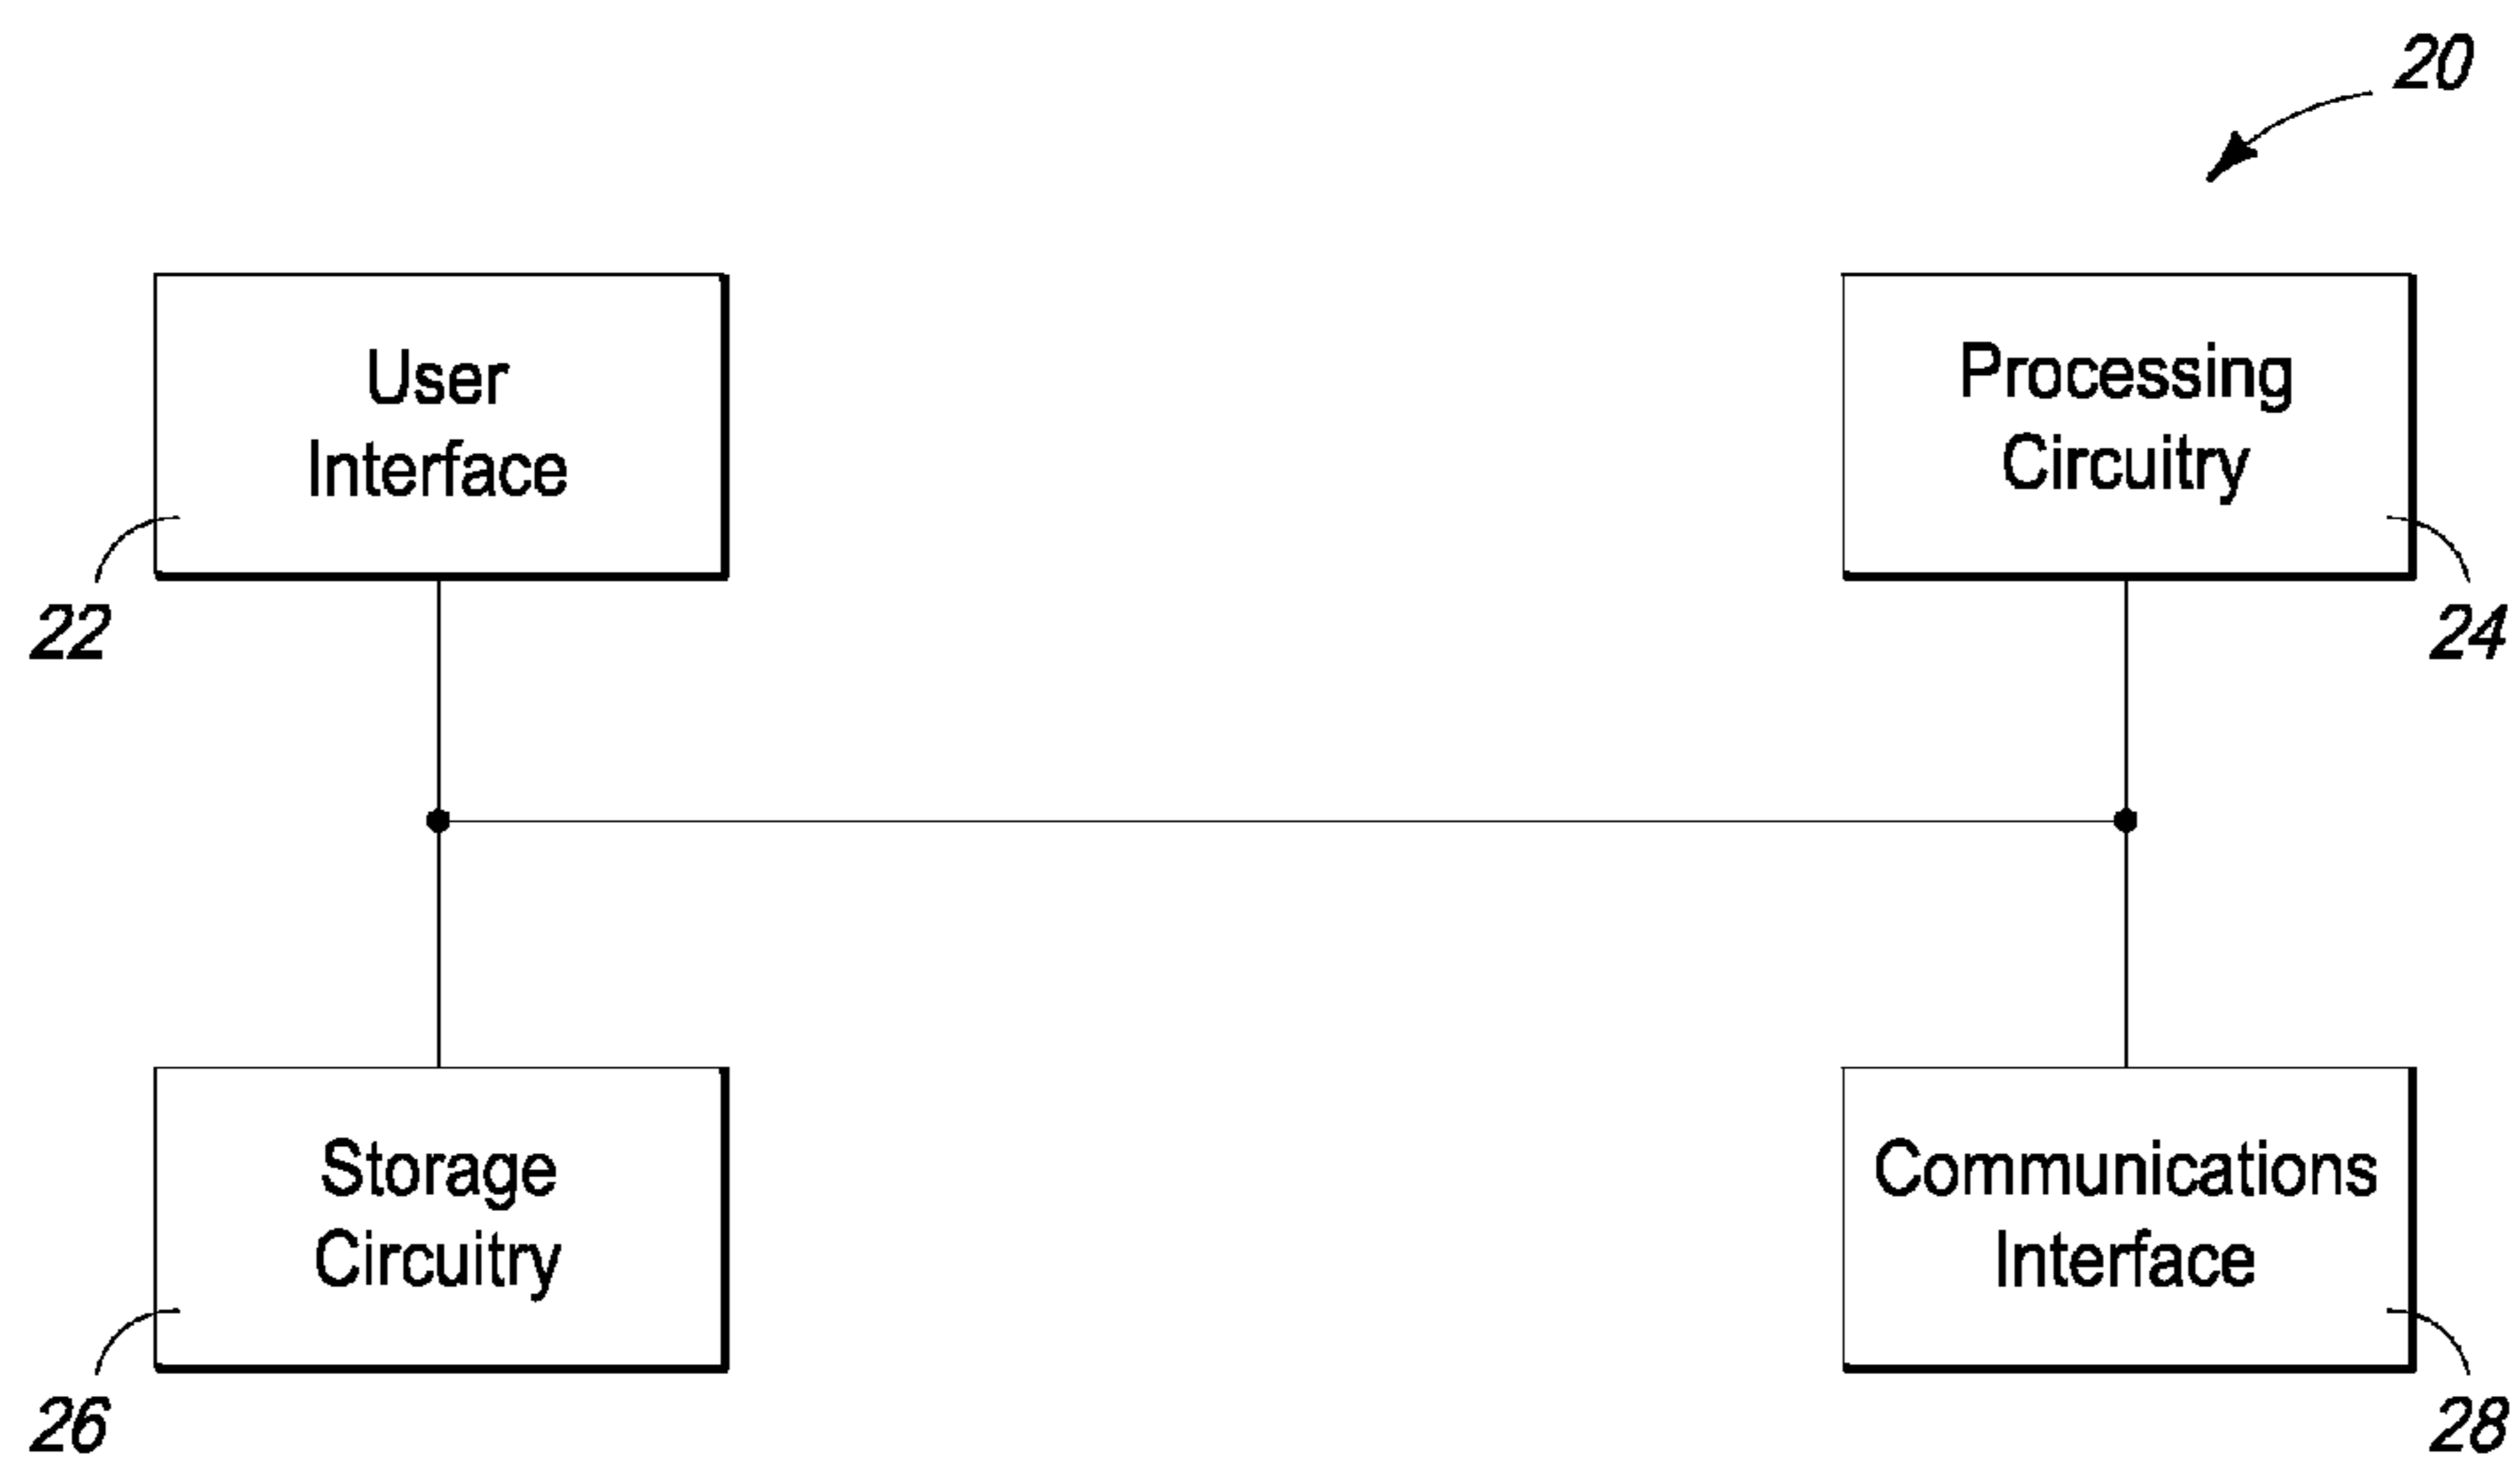 20
User
Interface
22
Processing
Circuitry
24
Storage
Circuitry
26
Communications
Interface
28